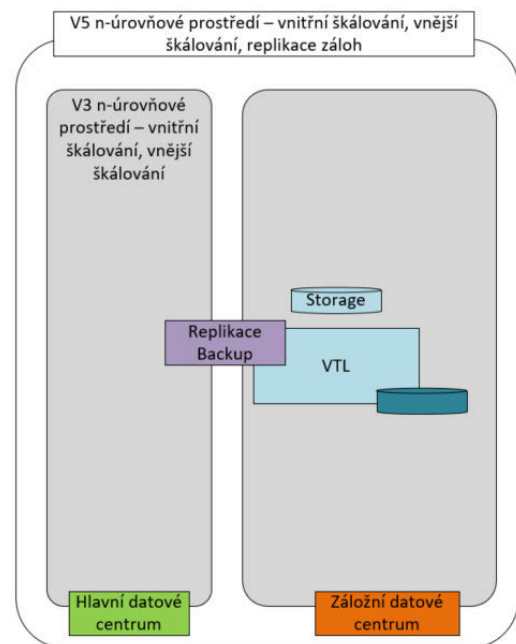 V5 n-úrovňové prostředí – vnitřní škálování, vnější
škálování, replikace záloh
V3 n-úrovňové
prostředí – vnitřní
škálování, vnější
škálování
Storage
Replikace
Backup
VTL
Hlavní datové
centrum
Záložní datové
centrum